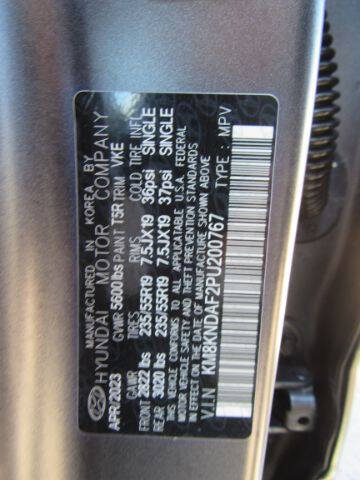 MANUFACTURED IN KOREA BY
HYUNDAI MOTOR COMPANY
APR/2023 GVWR 5600 lbs PAINT T5R TRIM VKE
TIRES RIMS COLD TIRE INFL
FRONT 2822 lbs 235/55R19 7.5JX19 36psi SINGLE
REAR 3020 lbs 235/55R19 7.5JX19 37psi SINGLE
THIS VEHICLE CONFORMS TO ALL APPLICABLE U.S.A. FEDERAL
MOTOR VEHICLE SAFETY AND THEFT PREVENTION STANDARDS
IN EFFECT ON THE DATE OF MANUFACTURE SHOWN ABOVE.
V.I.N KM8KNDAF2PU200767
TYPE : MPV